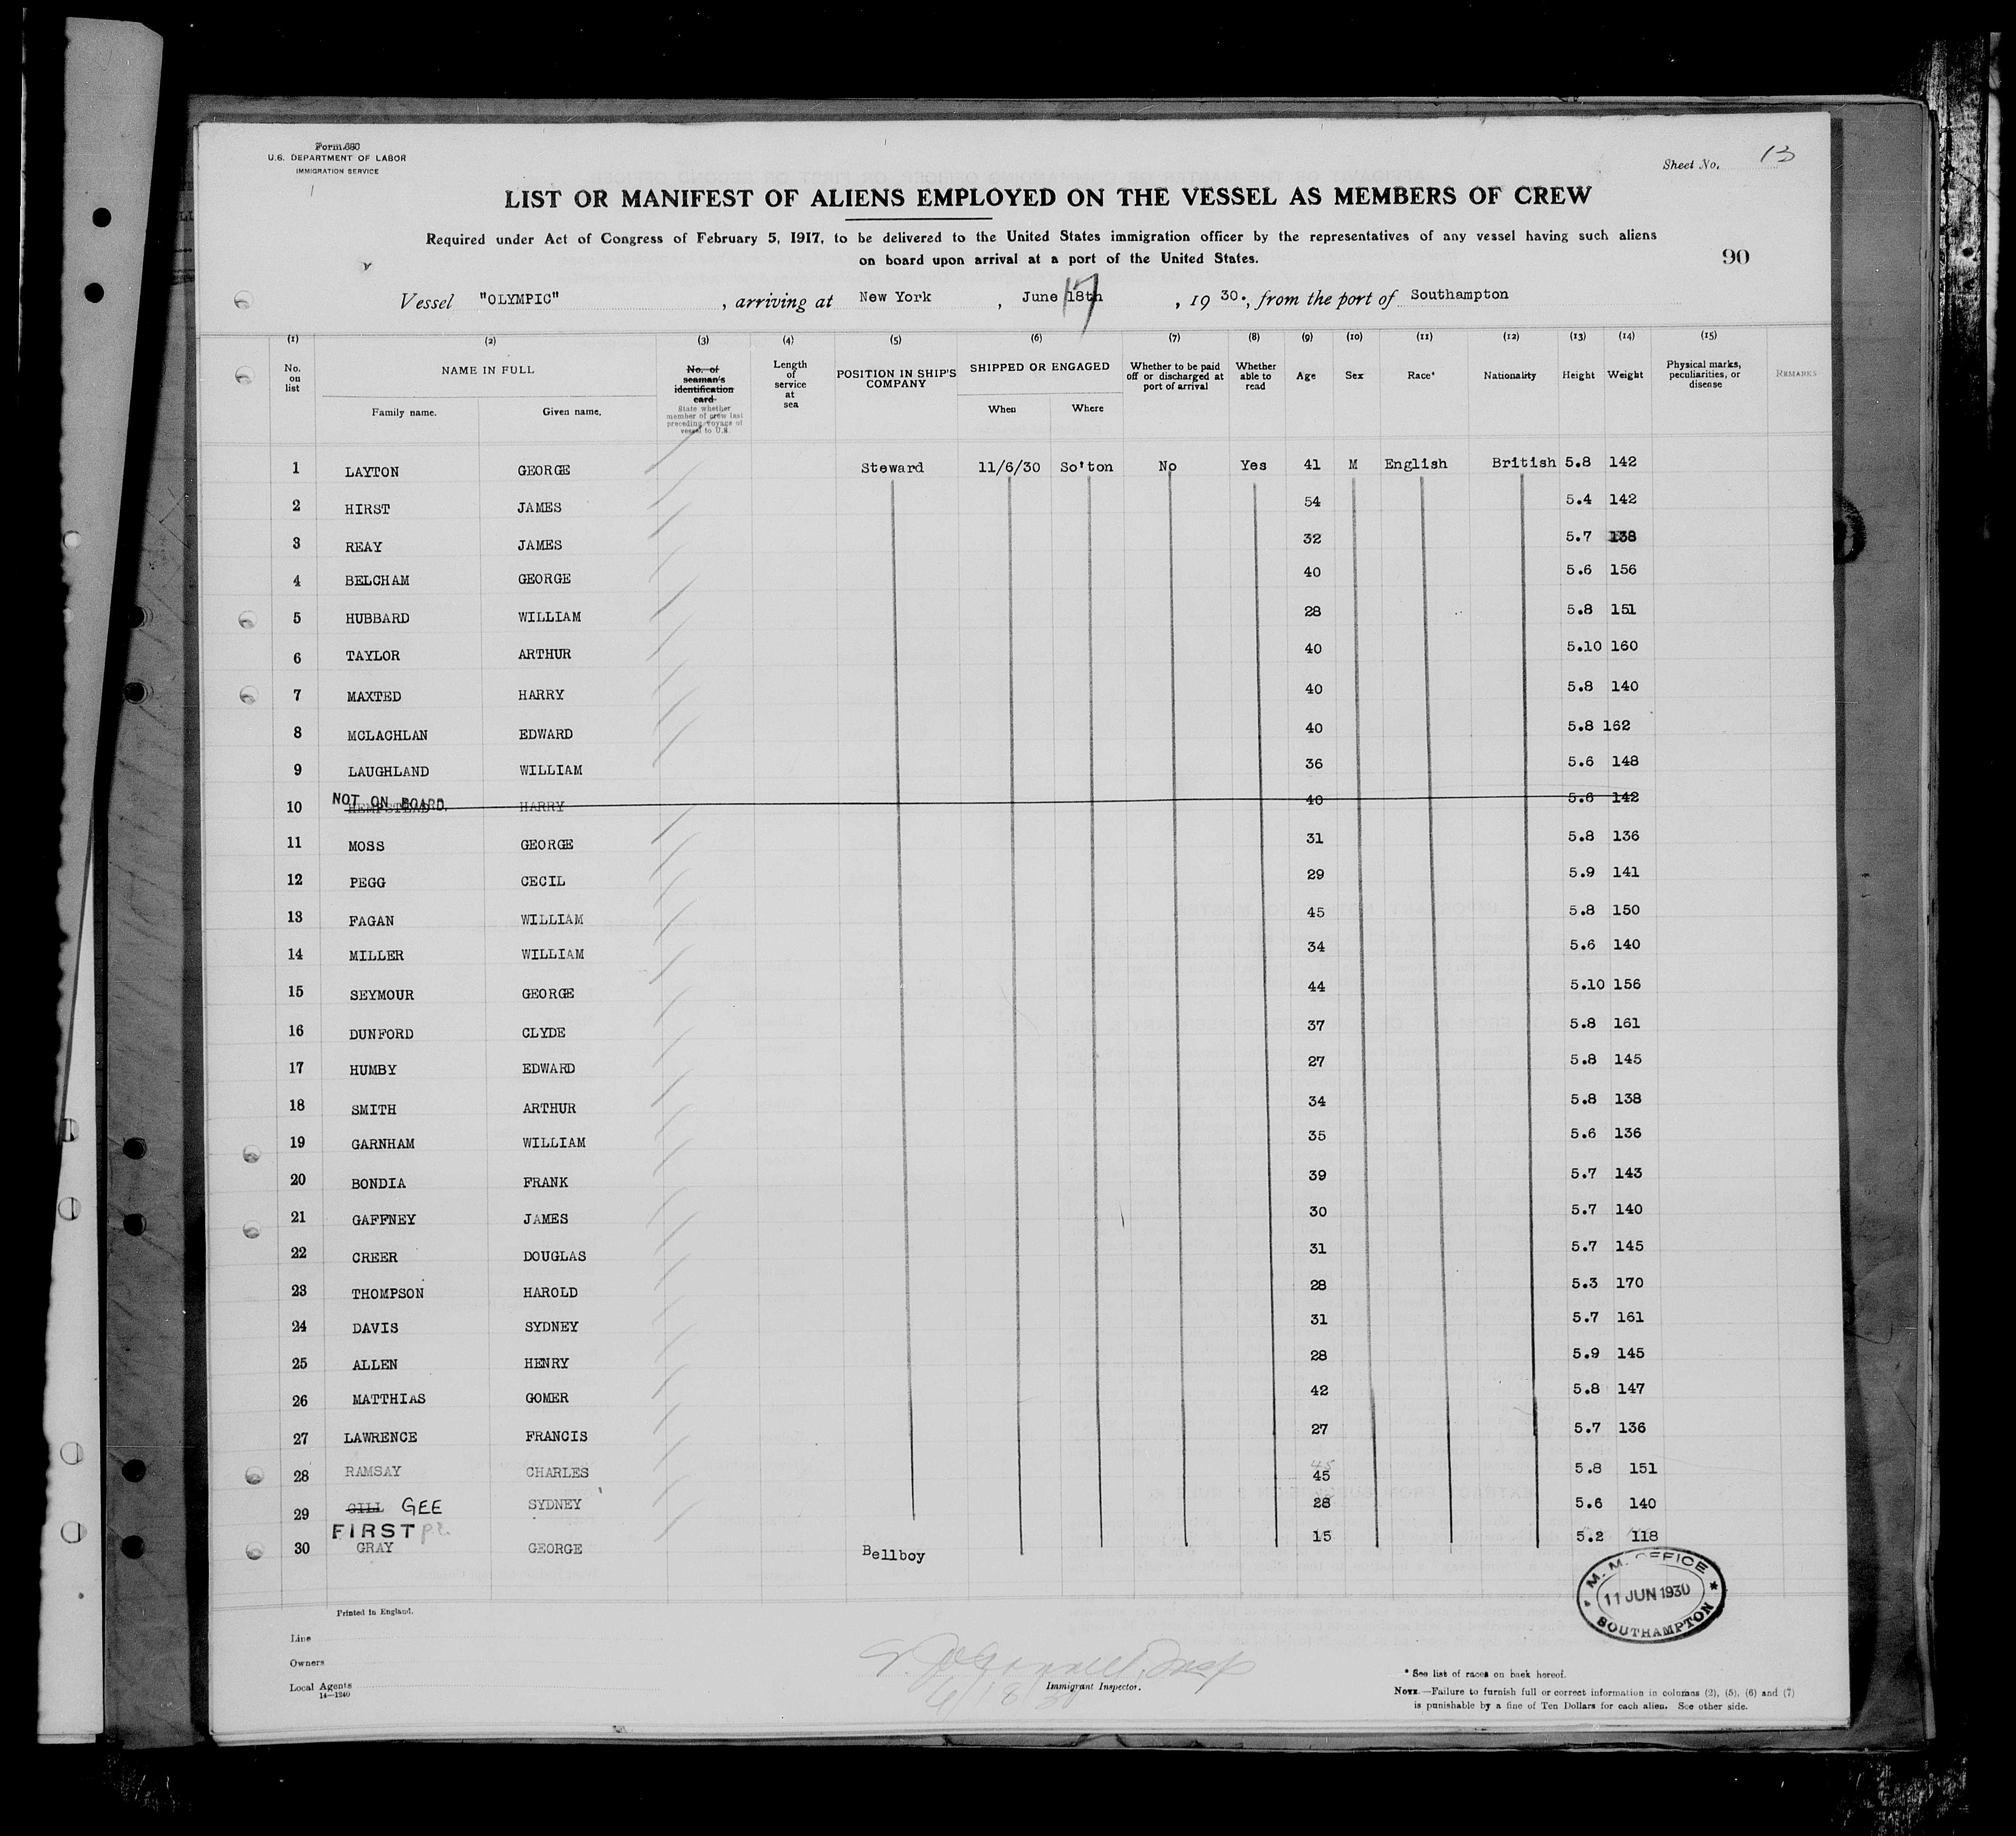 Form 680
U.S. DEPARTMENT OF LABOR
IMMIGRATION SERVICE
Sheet No. 13
LIST OR MANIFEST OF ALIENS EMPLOYED ON THE VESSEL AS MEMBERS OF CREW
Required under Act of Congress of February 5, 1917, to be delivered to the United States immigration officer by the representatives of any vessel having such aliens
on board upon arrival at a port of the United States.
90
Vessel "OLYMPIC" , arriving at New York , June 18th 17 , 19 30., from the port of Southampton
(1) (2) (3) (4) (5) (6) (7) (8) (9) (10) (11) (12) (13) (14) (15)
No. on list
NAME IN FULL
Family name. Given name.
No. of seaman's identification card
State whether member of crew last preceding voyage of vessel to U.S.
Length of service at sea
POSITION IN SHIP'S COMPANY
SHIPPED OR ENGAGED
When Where
Whether to be paid off or discharged at port of arrival
Whether able to read
Age Sex Race* Nationality Height Weight
Physical marks, peculiarities, or disease
REMARKS
1 LAYTON GEORGE Steward 11/6/30 So'ton No Yes 41 M English British 5.8 142
2 HIRST JAMES 54 5.4 142
3 REAY JAMES 32 5.7 138
4 BELCHAM GEORGE 40 5.6 156
5 HUBBARD WILLIAM 28 5.8 151
6 TAYLOR ARTHUR 40 5.10 160
7 MAXTED HARRY 40 5.8 140
8 MCLACHLAN EDWARD 40 5.8 162
9 LAUGHLAND WILLIAM 36 5.6 148
NOT ON BOARD.
10 HEMPSTEAD HARRY 40 5.6 142
11 MOSS GEORGE 31 5.8 136
12 PEGG CECIL 29 5.9 141
13 FAGAN WILLIAM 45 5.8 150
14 MILLER WILLIAM 34 5.6 140
15 SEYMOUR GEORGE 44 5.10 156
16 DUNFORD CLYDE 37 5.8 161
17 HUMBY EDWARD 27 5.8 145
18 SMITH ARTHUR 34 5.8 138
19 GARNHAM WILLIAM 35 5.6 136
20 BONDIA FRANK 39 5.7 143
21 GAFFNEY JAMES 30 5.7 140
22 CREER DOUGLAS 31 5.7 145
23 THOMPSON HAROLD 28 5.3 170
24 DAVIS SYDNEY 31 5.7 161
25 ALLEN HENRY 28 5.9 145
26 MATTHIAS GOMER 42 5.8 147
27 LAWRENCE FRANCIS 27 5.7 136
28 RAMSAY CHARLES 45 45 5.8 151
29 GILL GEE SYDNEY 28 5.6 140
FIRST
30 GRAY GEORGE Bellboy 15 5.2 118
M. M. OFFICE
11 JUN 1930
SOUTHAMPTON
Printed in England.
Line
Owners
Local Agents
14—1240
6/18/30
Immigrant Inspector.
* See list of races on back hereof.
NOTE.—Failure to furnish full or correct information in columns (2), (5), (6) and (7)
is punishable by a fine of Ten Dollars for each alien. See other side.